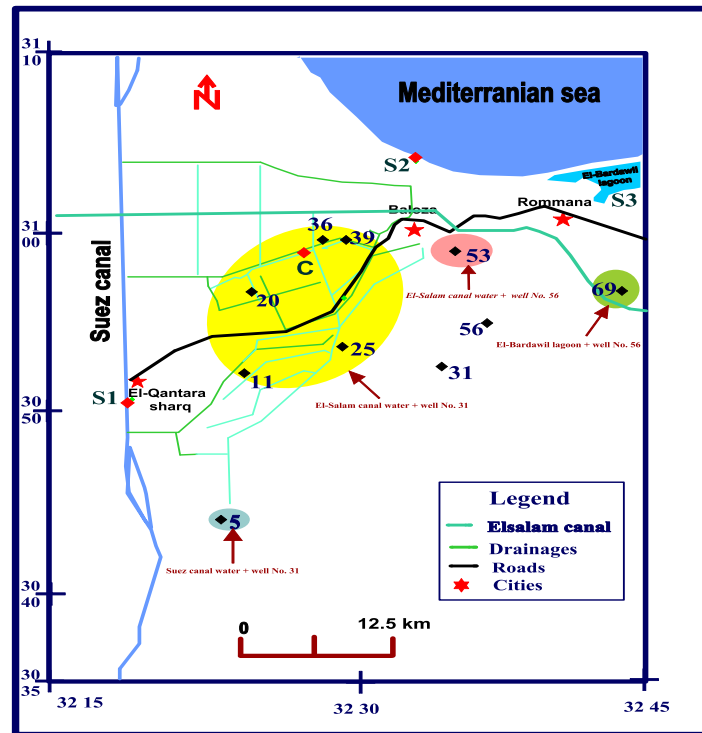 31
10
Mediterranian sea
N
S2
El-Bardawil
lagoon
S3
Rommana
Baloza
31
00
36
39
C
53
El-Salam canal water + well No. 56
69
20
Suez canal
56
El-Bardawil lagoon + well No. 56
25
31
11
El-Qantara
sharq
S1
El-Salam canal water + well No. 31
30
50
5
Suez canal water + well No. 31
Legend
Elsalam canal
Drainages
Roads
Cities
30
40
0
12.5 km
30
35
32 15
32 30
32 45